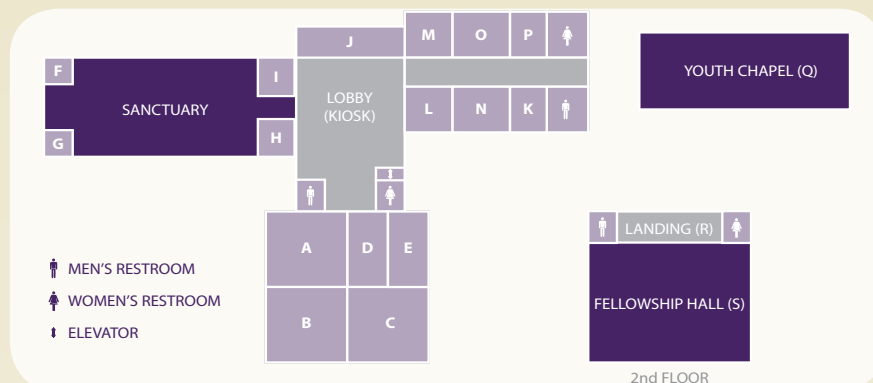 J
M O P
F
I
YOUTH CHAPEL (Q)
LOBBY
(KIOSK)
SANCTUARY
L N K
G
H
LANDING (R)
A D E
MEN'S RESTROOM
WOMEN'S RESTROOM
FELLOWSHIP HALL (S)
B C
ELEVATOR
2nd FLOOR